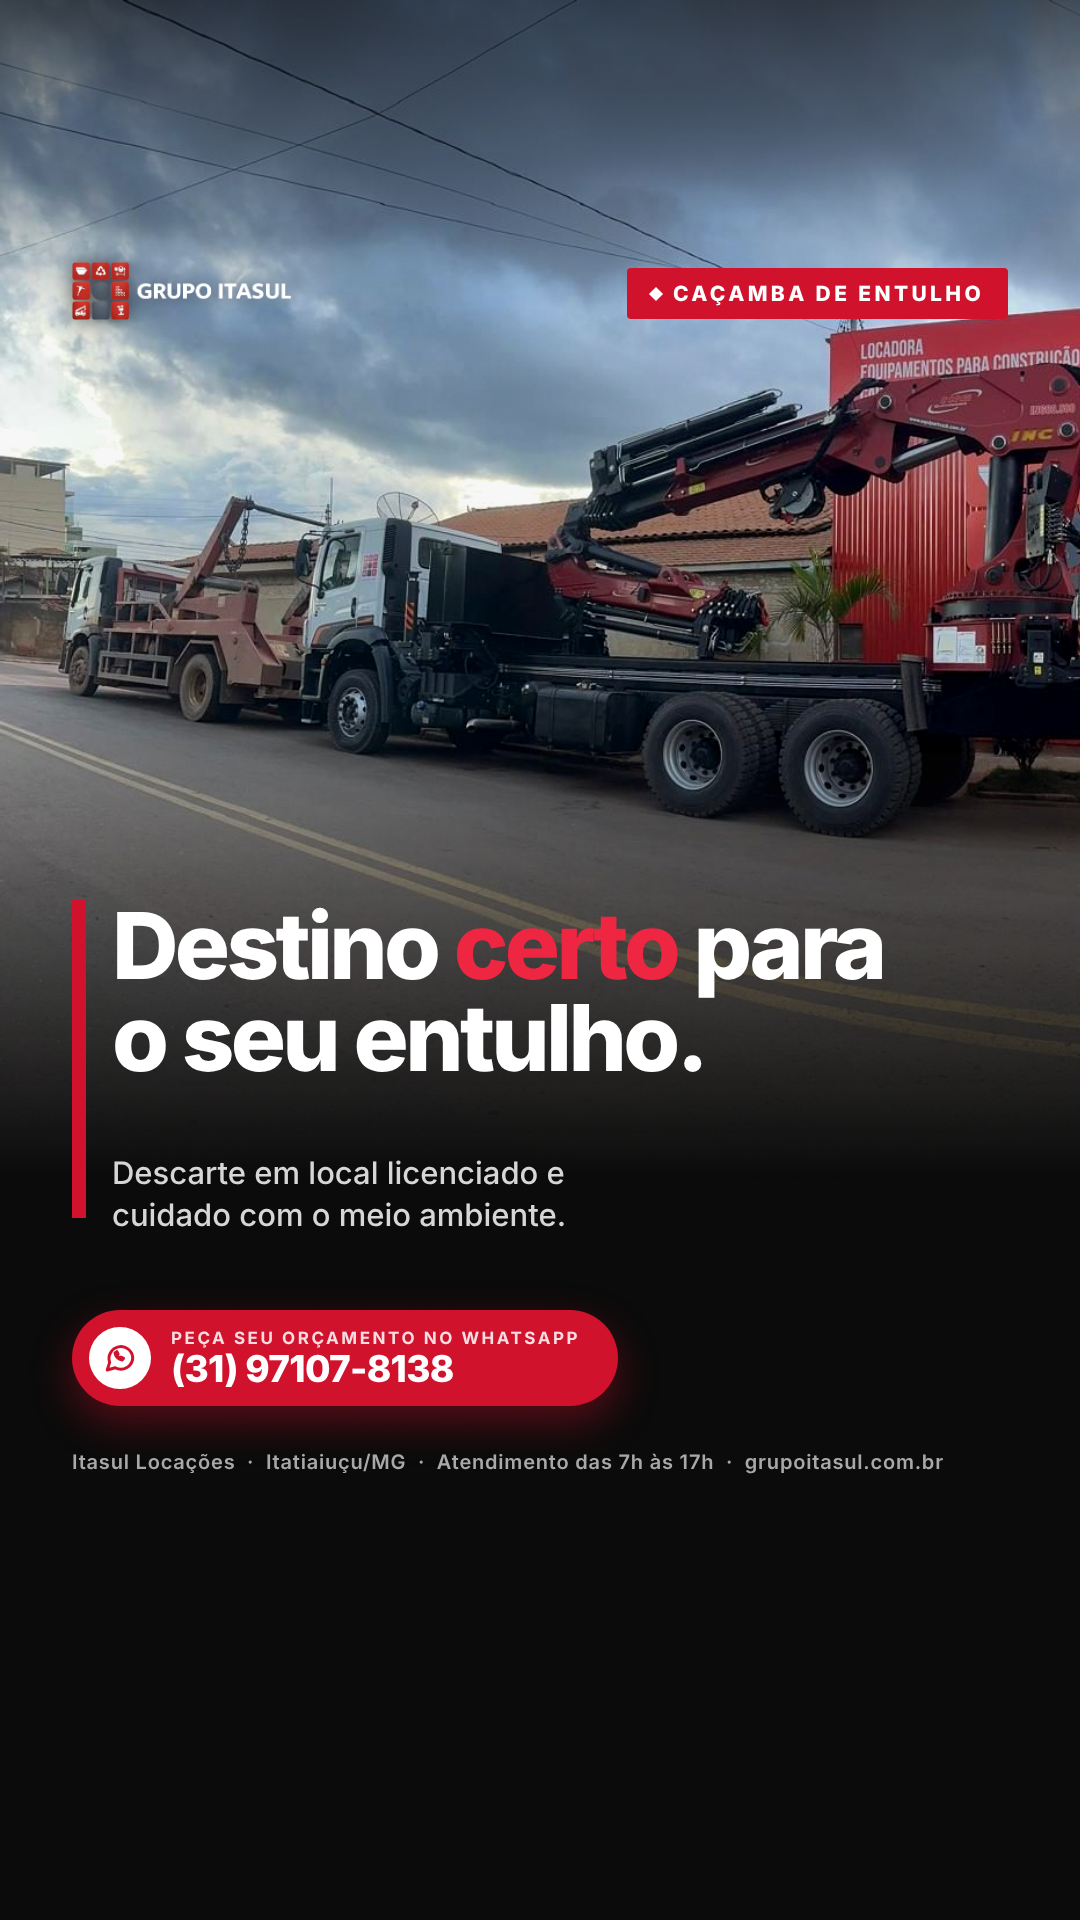 GRUPO ITASUL
CAÇAMBA DE ENTULHO
LOCADORA
EQUIPAMENTOS PARA CONSTRUÇÃO
INC
Destino certo para
o seu entulho.
Descarte em local licenciado e
cuidado com o meio ambiente.
PEÇA SEU ORÇAMENTO NO WHATSAPP
(31) 97107-8138
Itasul Locações · Itatiaiuçu/MG · Atendimento das 7h às 17h · grupoitasul.com.br